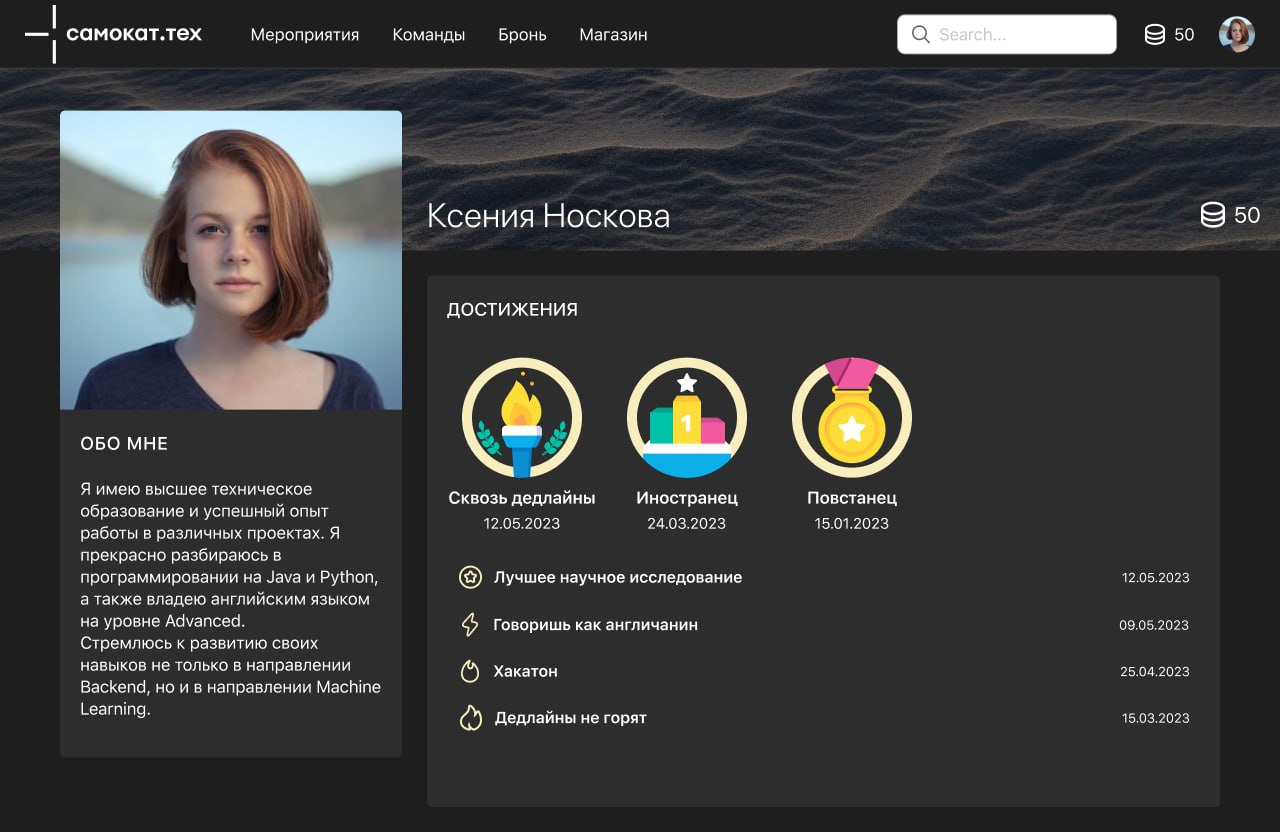 самокат.тех
Мероприятия
Команды
Бронь
Магазин
Search...
50
Ксения Носкова
50
ОБО МНЕ
Я имею высшее техническое
образование и успешный опыт
работы в различных проектах. Я
прекрасно разбираюсь в
программировании на Java и Python,
а также владею английским языком
на уровне Advanced.
Стремлюсь к развитию своих
навыков не только в направлении
Backend, но и в направлении Machine
Learning.
ДОСТИЖЕНИЯ
1
Сквозь дедлайны
12.05.2023
Иностранец
24.03.2023
Повстанец
15.01.2023
Лучшее научное исследование 12.05.2023
Говоришь как англичанин 09.05.2023
Хакатон 25.04.2023
Дедлайны не горят 15.03.2023